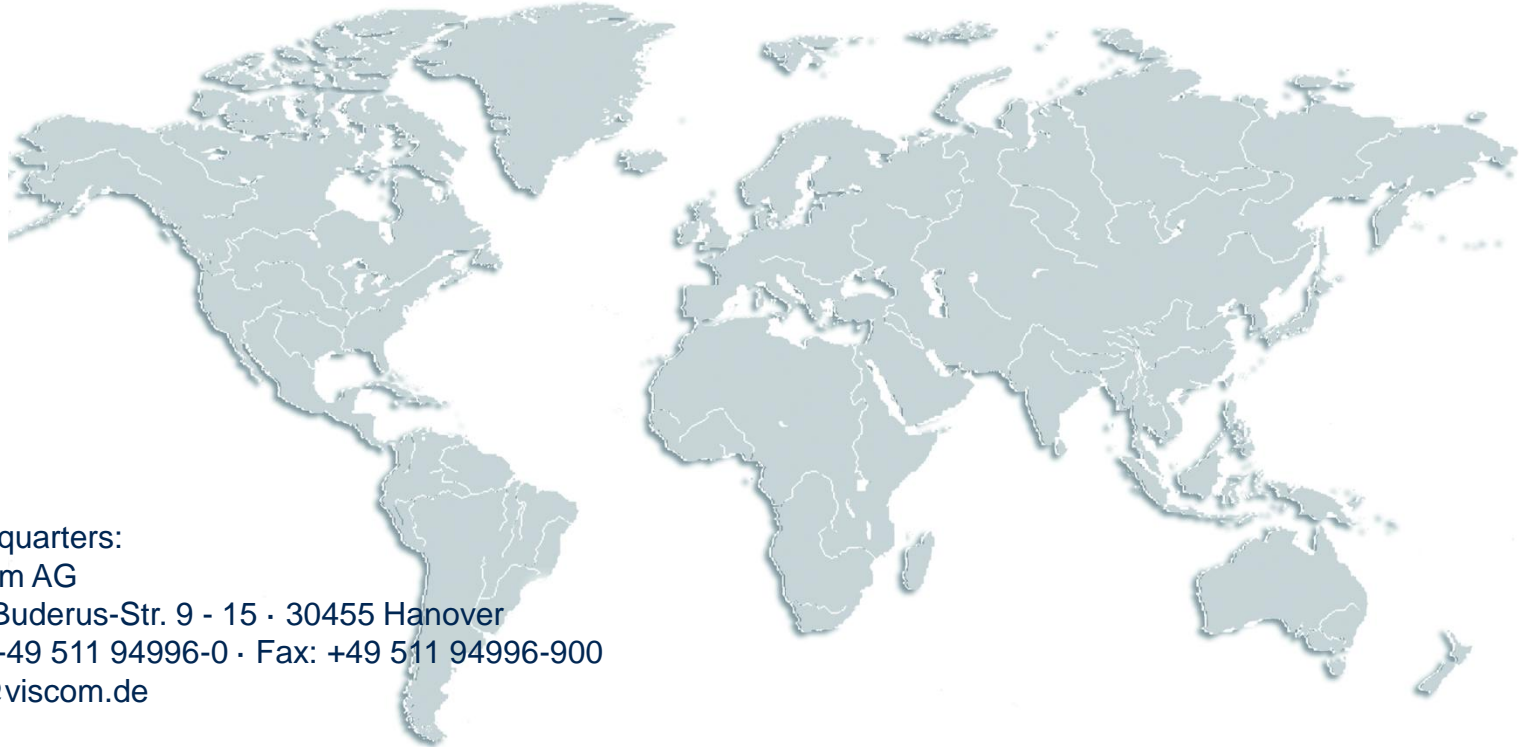 quarters:
m AG
Buderus-Str. 9 - 15 · 30455 Hanover
-49 511 94996-0 · Fax: +49 511 94996-900
viscom.de